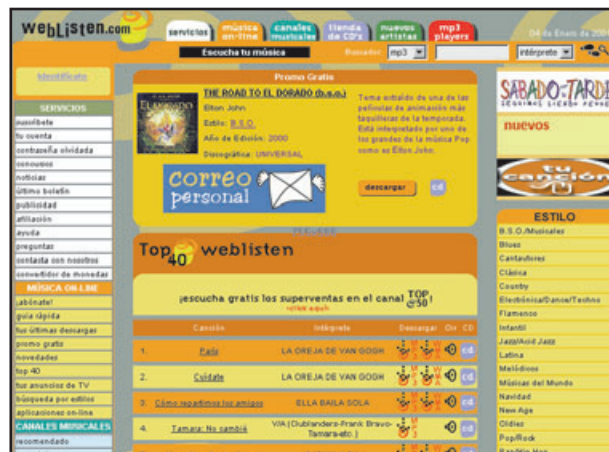 weblisten.com
servicios
música on-line
canales musicales
tienda de CD's
nuevos artistas
mp3 players
04 de Enero de 200
Escucha tu música
Buscador:
mp3
intérprete
Identifícate
SERVICIOS
suscríbete
tu cuenta
contraseña olvidada
concursos
noticias
último boletín
publicidad
afiliación
ayuda
preguntas
contacta con nosotros
convertidor de monedas
MÚSICA ON-LINE
¡abónate!
guía rápida
tus últimas descargas
promo gratis
novedades
top 40
tus anuncios de TV
búsqueda por estilos
aplicaciones on-line
CANALES MUSICALES
recomendado
Promo Gratis
THE ROAD TO EL DORADO (b.s.o.)
Elton John
Estilo: B.S.O.
Año de Edición: 2000
Discográfica: UNIVERSAL
EL DORADO
Tema extraído de una de las
películas de animación más
taquilleras de la temporada.
Está interpretado por uno de
los grandes de la música Pop
como es Elton John.
descargar
cd
correo
personal
Top 40 weblisten
¡escucha gratis los superventas en el canal TOP @50!
Canción Intérprete Descargar Oir CD
1. París LA OREJA DE VAN GOGH cd
2. Cuídate LA OREJA DE VAN GOGH cd
3. Cómo repartimos los amigos ELLA BAILA SOLA cd
4. Tamara: No cambié V/A (Dublanders-Frank Bravo-
Tamara-etc.) cd
SABADO TARDE
nuevos
tu canción
ESTILO
B.S.O./Musicales
Blues
Cantautores
Clásica
Country
Electrónica/Dance/Techno
Flamenco
Infantil
Jazz/Acid Jazz
Latina
Melódicos
Músicas del Mundo
Navidad
New Age
Oldies
Pop/Rock